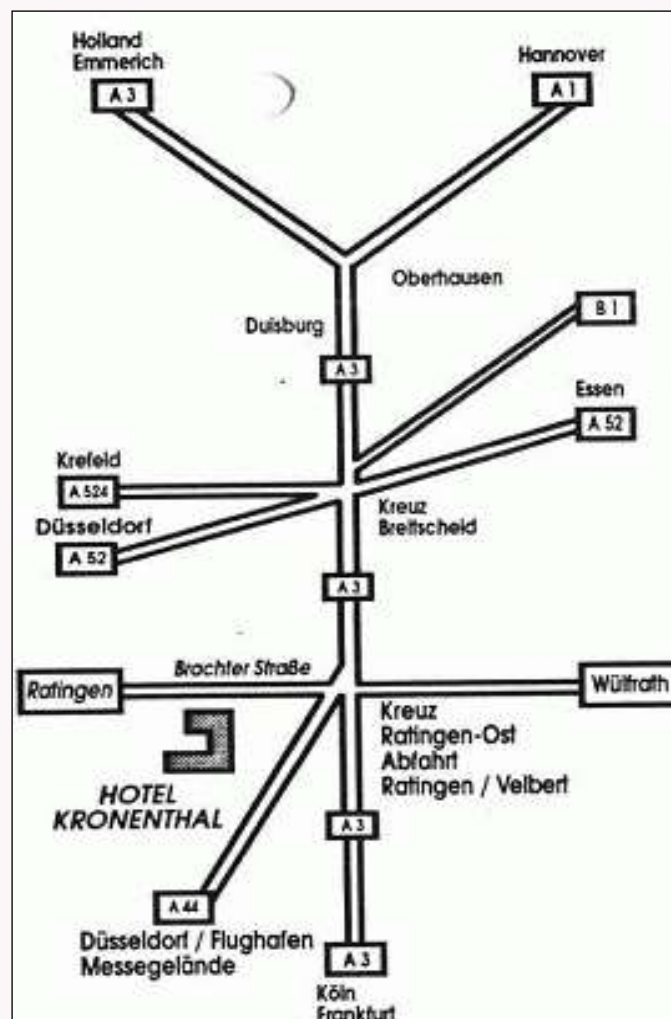 Holland
Emmerich
A 3
Hannover
A 1
Oberhausen
Duisburg
A 3
B 1
Essen
A 52
Krefeld
A 524
Düsseldorf
A 52
Kreuz
Breitscheid
A 3
Brachter Straße
Ratingen
Wülfrath
Kreuz
Ratingen-Ost
Abfahrt
Ratingen / Velbert
HOTEL
KRONENTHAL
A 3
A 44
Düsseldorf / Flughafen
Messegelände
A 3
Köln
Frankfurt